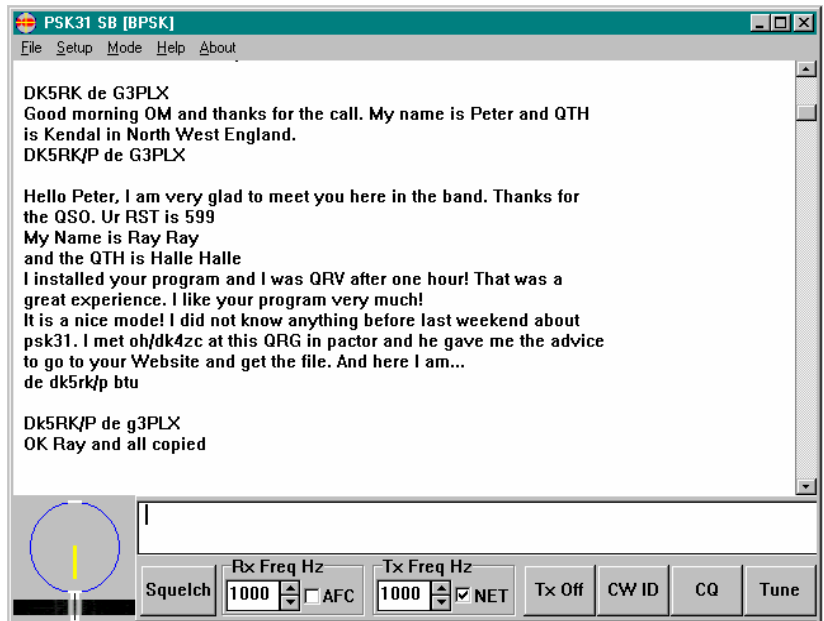 PSK31 SB [BPSK]
File Setup Mode Help About
DK5RK de G3PLX
Good morning OM and thanks for the call. My name is Peter and QTH
is Kendal in North West England.
DK5RK/P de G3PLX
Hello Peter, I am very glad to meet you here in the band. Thanks for
the QSO. Ur RST is 599
My Name is Ray Ray
and the QTH is Halle Halle
I installed your program and I was QRV after one hour! That was a
great experience. I like your program very much!
It is a nice mode! I did not know anything before last weekend about
psk31. I met oh/dk4zc at this QRG in pactor and he gave me the advice
to go to your Website and get the file. And here I am...
de dk5rk/p btu
Dk5RK/P de g3PLX
OK Ray and all copied
Rx Freq Hz Tx Freq Hz
Squelch 1000 AFC 1000 NET Tx Off CW ID CQ Tune